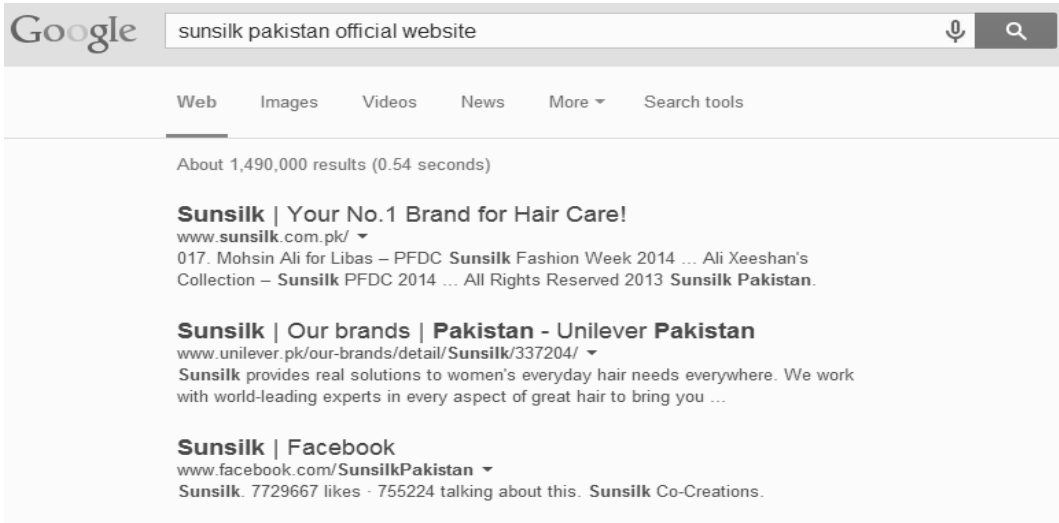 Google sunsilk pakistan official website
Web Images Videos News More Search tools
About 1,490,000 results (0.54 seconds)
Sunsilk | Your No.1 Brand for Hair Care!
www.sunsilk.com.pk/
017. Mohsin Ali for Libas – PFDC Sunsilk Fashion Week 2014 ... Ali Xeeshan's
Collection – Sunsilk PFDC 2014 ... All Rights Reserved 2013 Sunsilk Pakistan.
Sunsilk | Our brands | Pakistan - Unilever Pakistan
www.unilever.pk/our-brands/detail/Sunsilk/337204/
Sunsilk provides real solutions to women's everyday hair needs everywhere. We work
with world-leading experts in every aspect of great hair to bring you ...
Sunsilk | Facebook
www.facebook.com/SunsilkPakistan
Sunsilk. 7729667 likes · 755224 talking about this. Sunsilk Co-Creations.